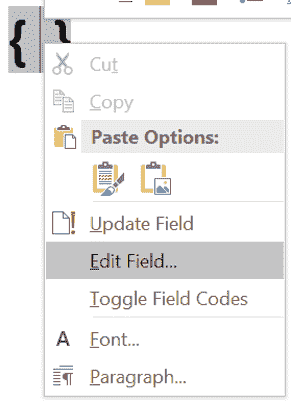 { }
Cut
Copy
Paste Options:
Update Field
Edit Field...
Toggle Field Codes
A Font...
Paragraph...